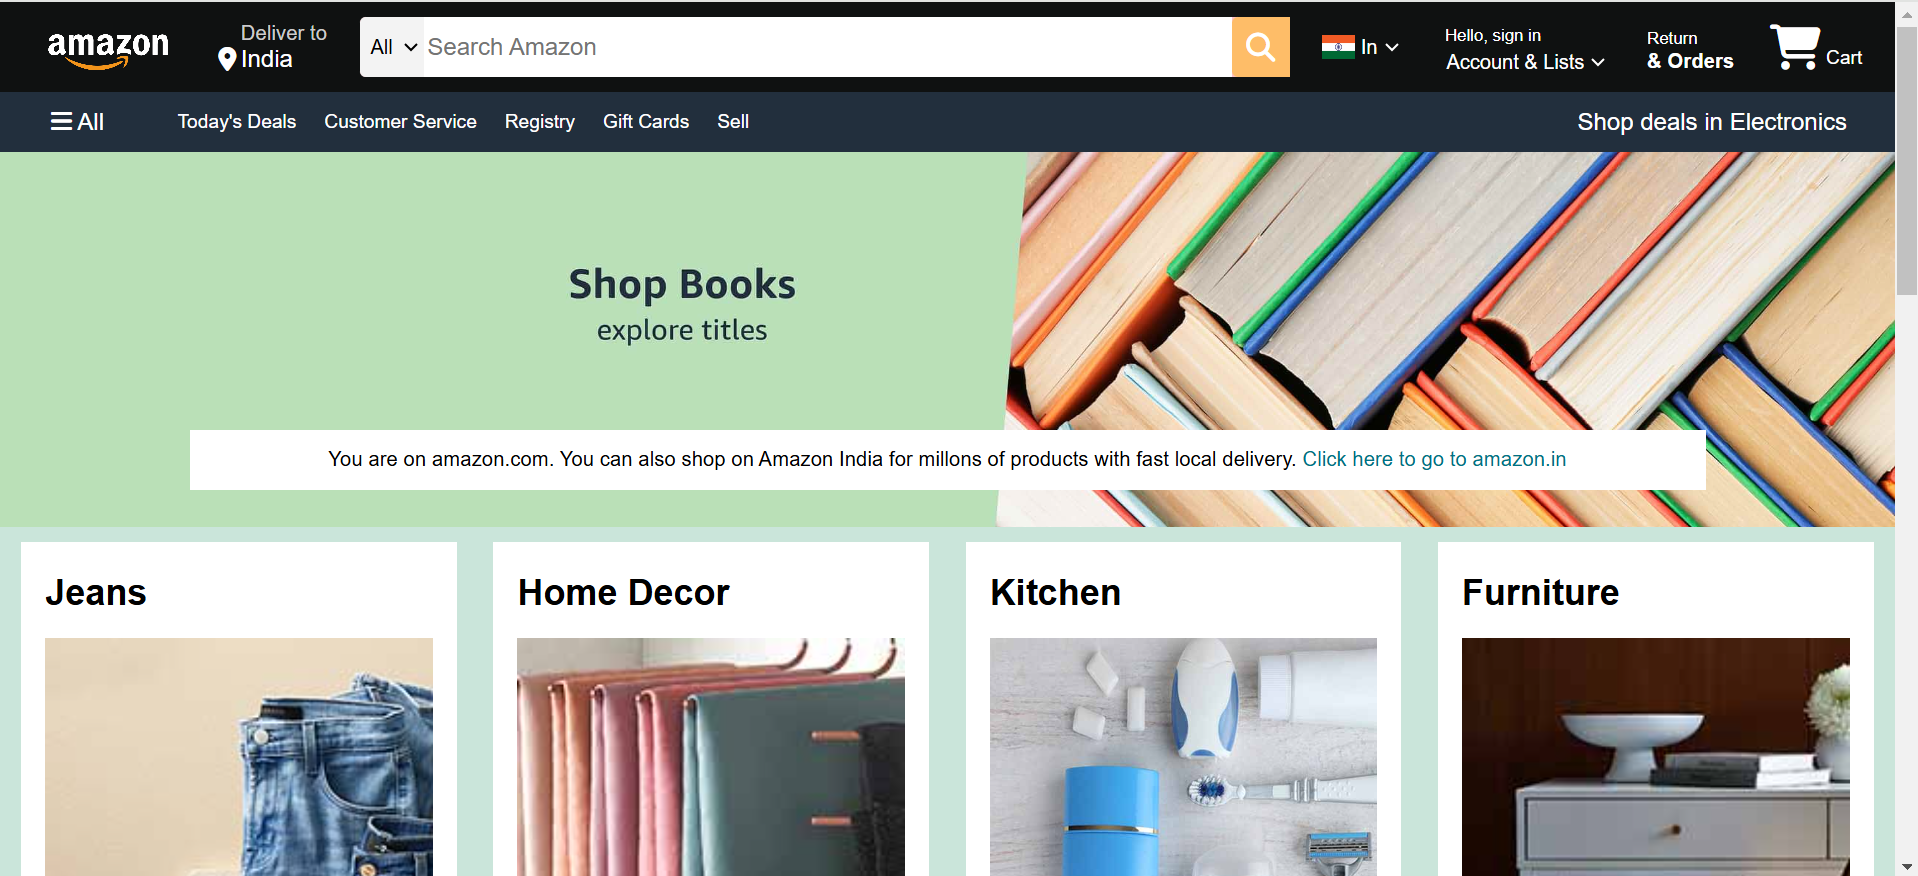 amazon
Deliver to
India
All
Search Amazon
In
Hello, sign in
Account & Lists
Return
& Orders
Cart
All
Today's Deals
Customer Service
Registry
Gift Cards
Sell
Shop deals in Electronics
Shop Books
explore titles
You are on amazon.com. You can also shop on Amazon India for millons of products with fast local delivery. Click here to go to amazon.in
Jeans
Home Decor
Kitchen
Furniture